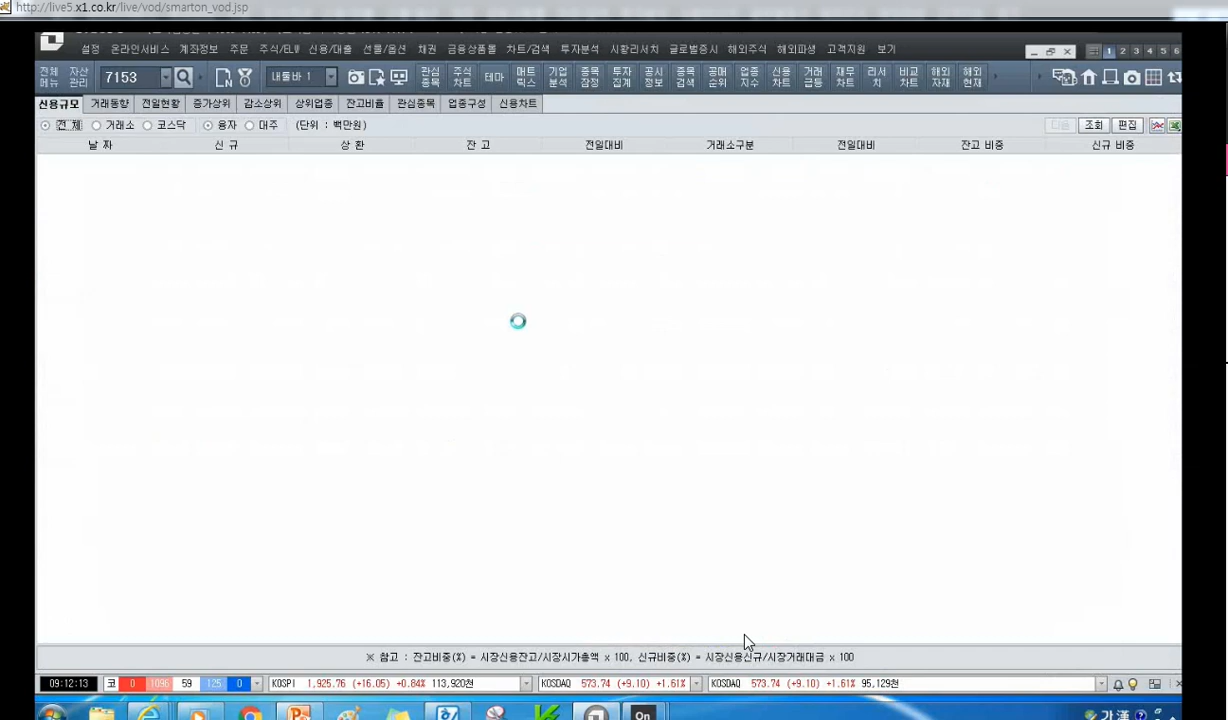 http://live5.x1.co.kr/live/vod/smarton_vod.jsp
설정 온라인서비스 계좌정보 주문 주식/ELW 신용/대출 선물/옵션 채권 금융상품몰 차트/검색 투자분석 시황리서치 글로벌증시 해외주식 해외파생 고객지원 보기 1 2 3 4 5 6
전체 메뉴 자산 관리 7153 내툴바 1 관심 종목 주식 차트 테마 매트 릭스 기업 분석 종목 잠정 투자 집계 공시 정보 종목 검색 공매 순위 업종 지수 신용 차트 거래 급등 재무 차트 리서 치 비교 차트 해외 자재 해외 현재
신용규모 거래동향 전일현황 증가상위 감소상위 상위업종 잔고비율 관심종목 업종구성 신용차트
전 체 거래소 코스닥 융자 대주 (단위 : 백만원) 다음 조회 편집
날 짜 신 규 상 환 잔 고 전일대비 거래소구분 전일대비 잔고 비중 신규 비중
※ 참고 : 잔고비중(%) = 시장신용잔고/시장시가총액 x 100, 신규비중(%) = 시장신용신규/시장거래대금 x 100
09:12:13 코 0 1096 59 125 0 KOSPI 1,925.76 (+16.05) +0.84% 113,920천 KOSDAQ 573.74 (+9.10) +1.61% KOSDAQ 573.74 (+9.10) +1.61% 95,129천
On 가 漢